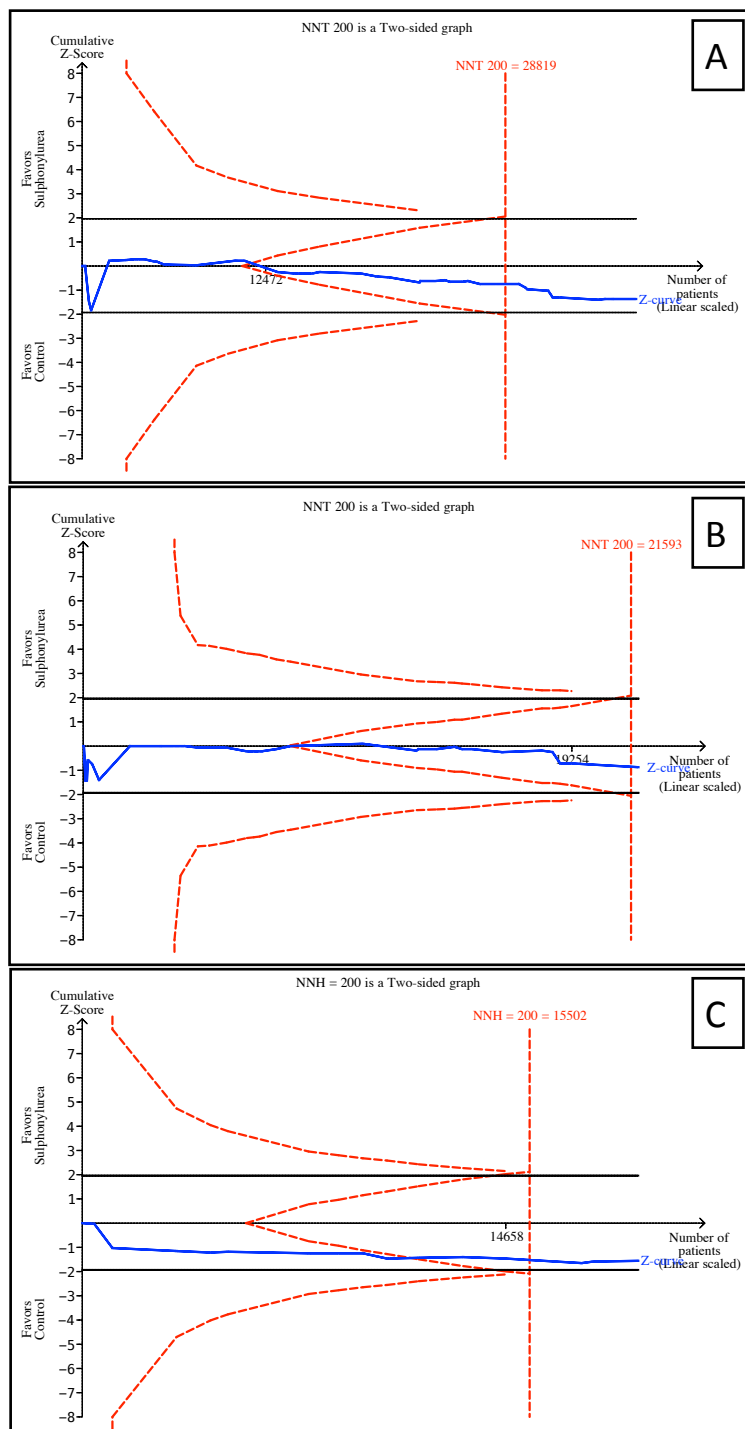 NNT 200 is a Two-sided graph
A
Cumulative
Z-Score
NNT 200 = 28819
8
7
6
5
4
3
2
1
-1
-2
-3
-4
-5
-6
-7
-8
Favors
Sulphonylurea
Favors
Control
12472
Number of
patients
(Linear scaled)
Z-curve
NNT 200 is a Two-sided graph
B
Cumulative
Z-Score
NNT 200 = 21593
8
7
6
5
4
3
2
1
-1
-2
-3
-4
-5
-6
-7
-8
Favors
Sulphonylurea
Favors
Control
19254
Number of
patients
(Linear scaled)
Z-curve
NNH = 200 is a Two-sided graph
C
Cumulative
Z-Score
NNH = 200 = 15502
8
7
6
5
4
3
2
1
-1
-2
-3
-4
-5
-6
-7
-8
Favors
Sulphonylurea
Favors
Control
14658
Number of
patients
(Linear scaled)
Z-curve